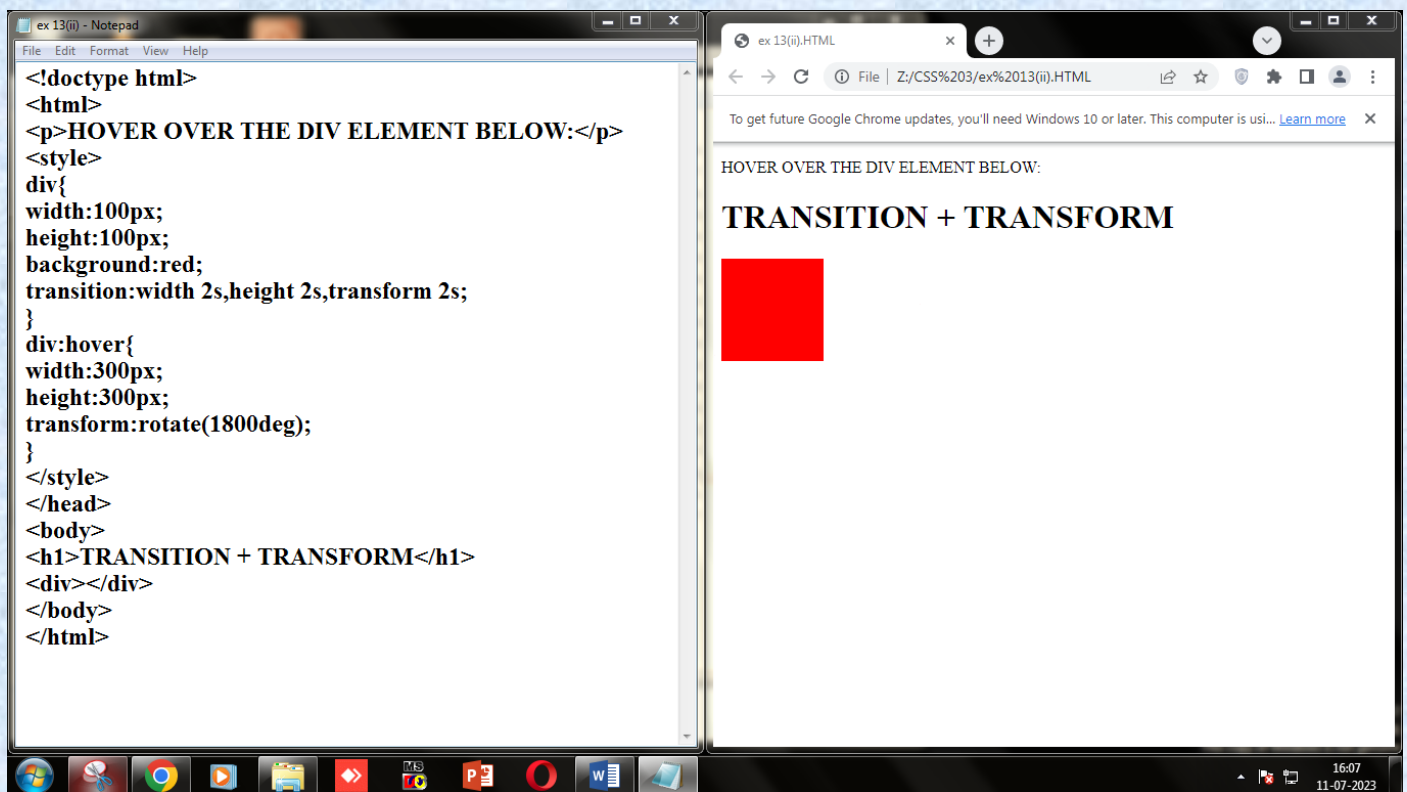 ex 13(ii) - Notepad
File Edit Format View Help
<!doctype html>
<html>
<p>HOVER OVER THE DIV ELEMENT BELOW:</p>
<style>
div{
width:100px;
height:100px;
background:red;
transition:width 2s,height 2s,transform 2s;
}
div:hover{
width:300px;
height:300px;
transform:rotate(1800deg);
}
</style>
</head>
<body>
<h1>TRANSITION + TRANSFORM</h1>
<div></div>
</body>
</html>
ex 13(ii).HTML
File Z:/CSS%203/ex%2013(ii).HTML
To get future Google Chrome updates, you'll need Windows 10 or later. This computer is usi... Learn more
HOVER OVER THE DIV ELEMENT BELOW:
TRANSITION + TRANSFORM
MS
P
W
16:07
11-07-2023